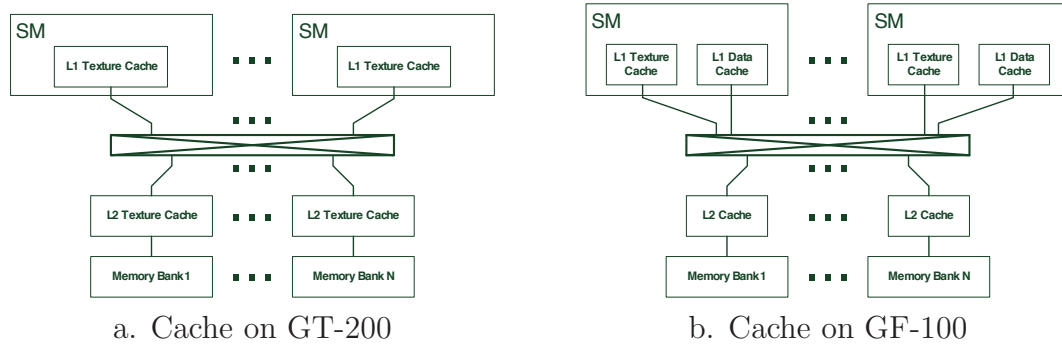 SM
L1 Texture Cache
SM
L1 Texture Cache
L2 Texture Cache
L2 Texture Cache
Memory Bank1
Memory Bank N
a. Cache on GT-200
SM
L1 Texture
Cache
L1 Data
Cache
SM
L1 Texture
Cache
L1 Data
Cache
L2 Cache
L2 Cache
Memory Bank1
Memory Bank N
b. Cache on GF-100